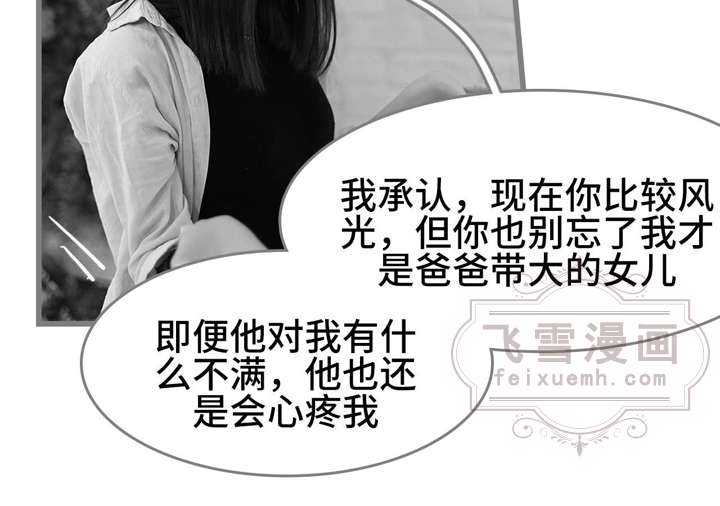 我承认，现在你比较风
光，但你也别忘了我才
是爸爸带大的女儿
即便他对我有什
么不满，他也还
是会心疼我
飞雪漫画
feixuemh.com